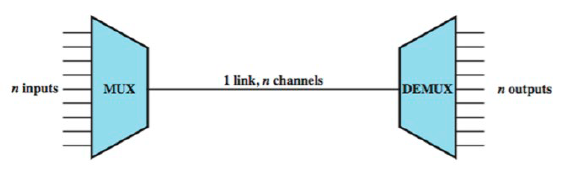 n inputs
MUX
1 link, n channels
DEMUX
n outputs